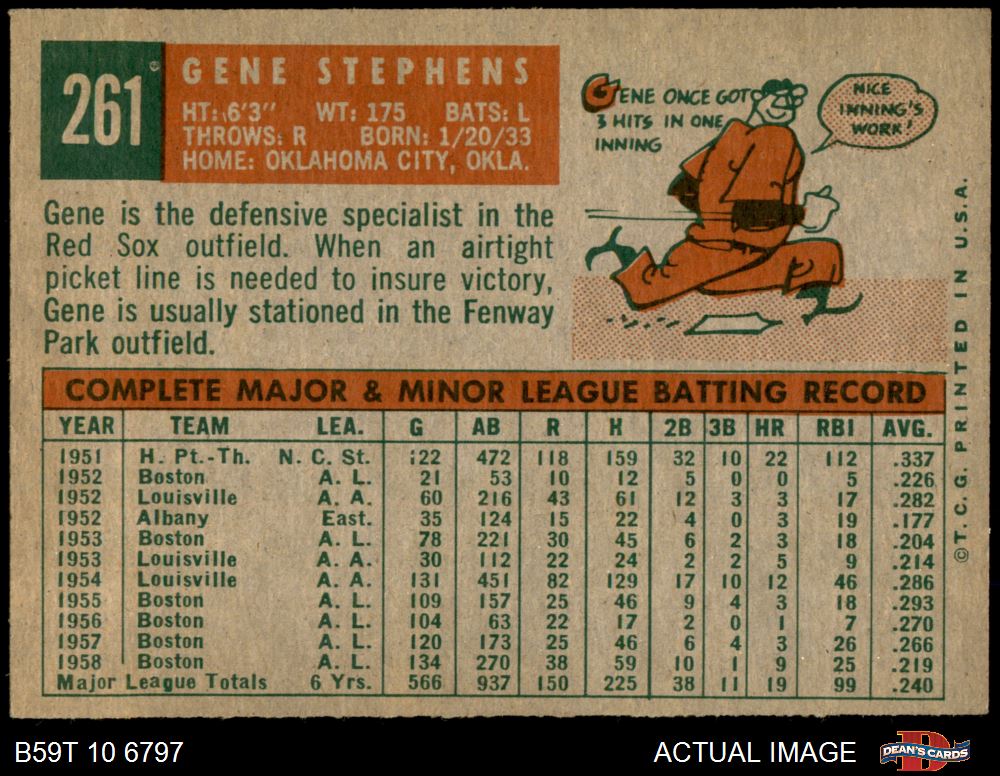 261
GENE STEPHENS
HT: 6'3" WT: 175 BATS: L
THROWS: R BORN: 1/20/33
HOME: OKLAHOMA CITY, OKLA.
GENE ONCE GOT
3 HITS IN ONE
INNING
NICE
INNING'S
WORK!
Gene is the defensive specialist in the
Red Sox outfield. When an airtight
picket line is needed to insure victory,
Gene is usually stationed in the Fenway
Park outfield.
COMPLETE MAJOR & MINOR LEAGUE BATTING RECORD
YEAR TEAM LEA. G AB R H 2B 3B HR RBI AVG.
1951 H. Pt.-Th. N. C. St. 122 472 118 159 32 10 22 112 .337
1952 Boston A. L. 21 53 10 12 5 0 0 5 .226
1952 Louisville A. A. 60 216 43 61 12 3 3 17 .282
1952 Albany East. 35 124 15 22 4 0 3 19 .177
1953 Boston A. L. 78 221 30 45 6 2 3 18 .204
1953 Louisville A. A. 30 112 22 24 2 2 5 9 .214
1954 Louisville A. A. 131 451 82 129 17 10 12 46 .286
1955 Boston A. L. 109 157 25 46 9 4 3 18 .293
1956 Boston A. L. 104 63 22 17 2 0 1 7 .270
1957 Boston A. L. 120 173 25 46 6 4 3 26 .266
1958 Boston A. L. 134 270 38 59 10 1 9 25 .219
Major League Totals 6 Yrs. 566 937 150 225 38 11 19 99 .240
©T. C. G. PRINTED IN U.S.A.
B59T 10 6797
ACTUAL IMAGE
DEAN'S CARDS